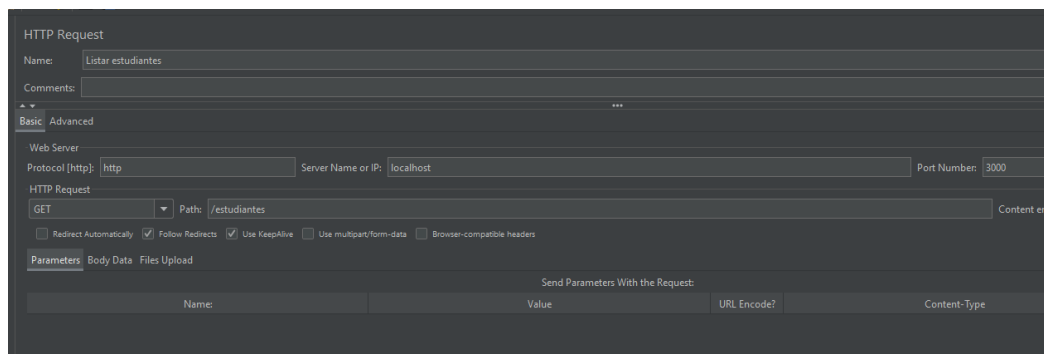 HTTP Request
Name: Listar estudiantes
Comments:
Basic Advanced
Web Server
Protocol [http]: http Server Name or IP: localhost Port Number: 3000
HTTP Request
GET Path: /estudiantes Content en
Redirect Automatically Follow Redirects Use KeepAlive Use multipart/form-data Browser-compatible headers
Parameters Body Data Files Upload
Send Parameters With the Request:
Name: Value URL Encode? Content-Type